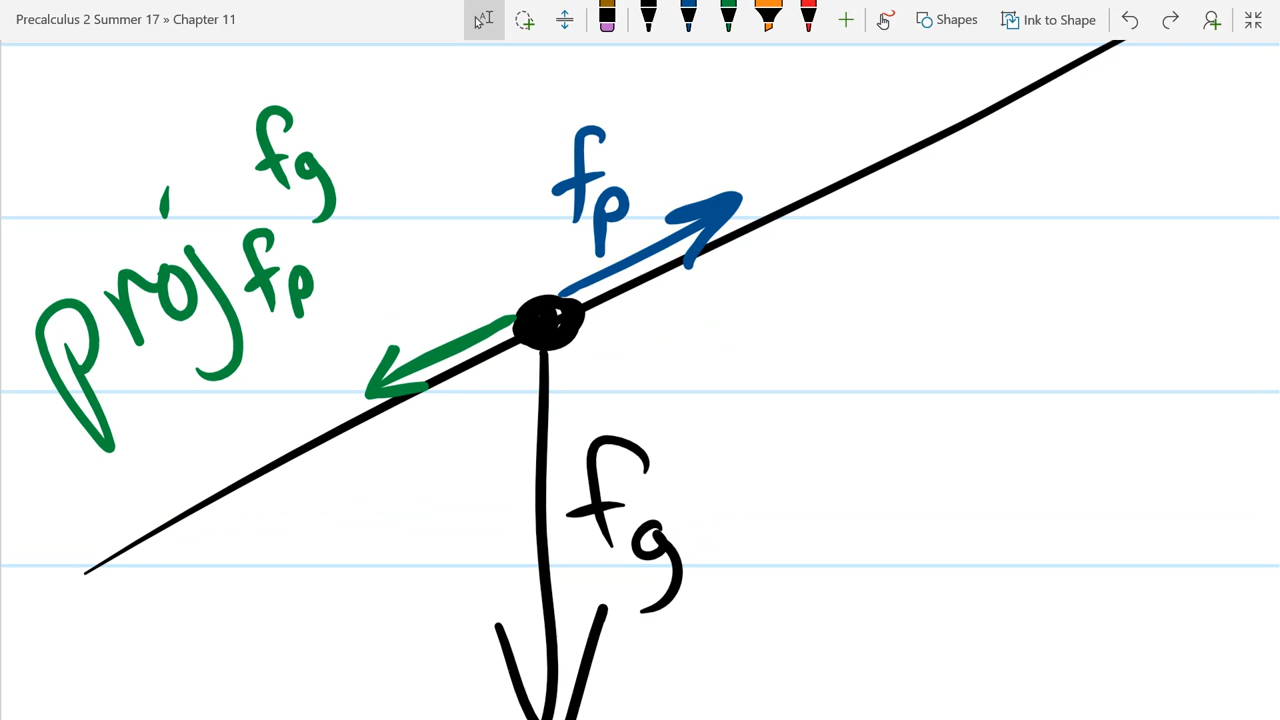 Precalculus 2 Summer 17 » Chapter 11
Shapes
Ink to Shape
fg
proj fp
fp
fg